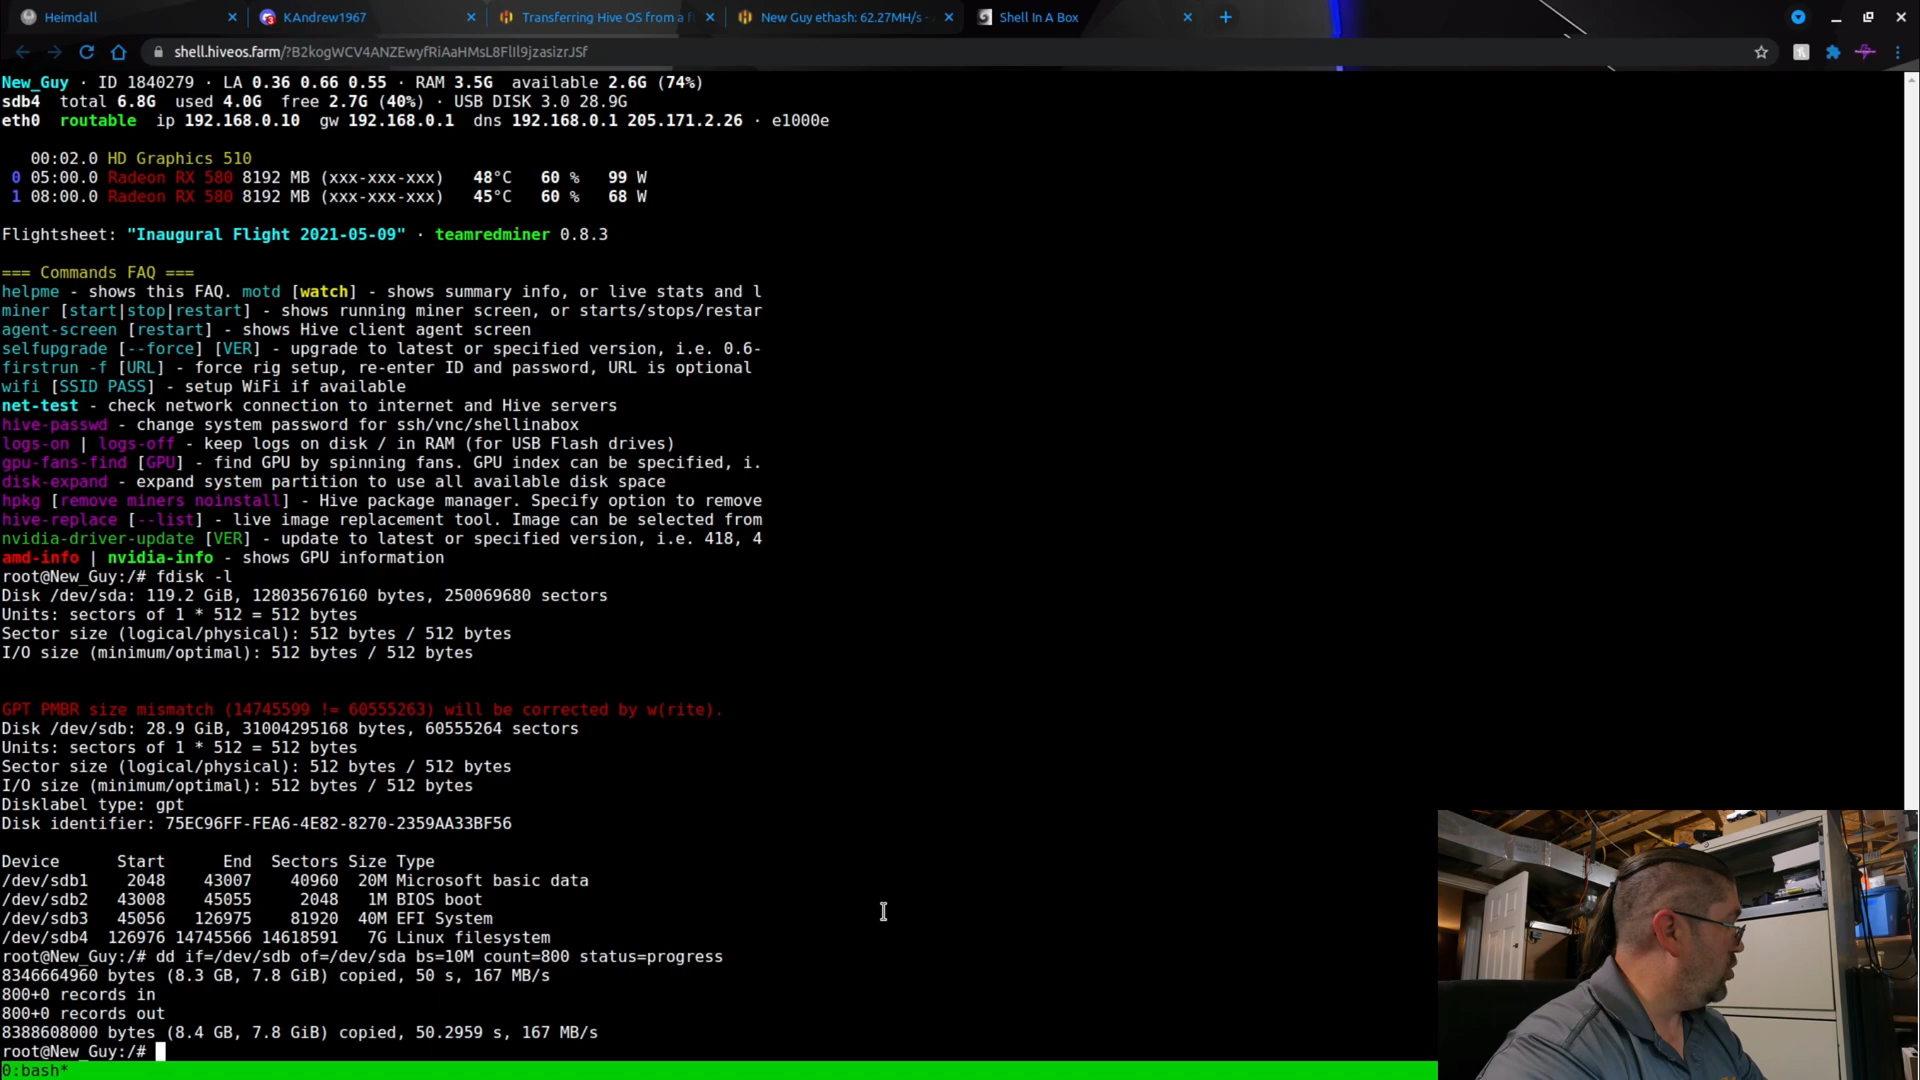 Heimdall
KAndrew1967
Transferring Hive OS from a f
New Guy ethash: 62.27MH/s -
Shell In A Box
shell.hiveos.farm/?B2kogWCV4ANZEwyfRiAaHMsL8FlIl9jzasizrJSf
New_Guy · ID 1840279 · LA 0.36 0.66 0.55 · RAM 3.5G available 2.6G (74%)
sdb4 total 6.8G used 4.0G free 2.7G (40%) · USB DISK 3.0 28.9G
eth0 routable ip 192.168.0.10 gw 192.168.0.1 dns 192.168.0.1 205.171.2.26 · e1000e
00:02.0 HD Graphics 510
0 05:00.0 Radeon RX 580 8192 MB (xxx-xxx-xxx) 48°C 60 % 99 W
1 08:00.0 Radeon RX 580 8192 MB (xxx-xxx-xxx) 45°C 60 % 68 W
Flightsheet: "Inaugural Flight 2021-05-09" · teamredminer 0.8.3
=== Commands FAQ ===
helpme - shows this FAQ. motd [watch] - shows summary info, or live stats and l
miner [start|stop|restart] - shows running miner screen, or starts/stops/restar
agent-screen [restart] - shows Hive client agent screen
selfupgrade [--force] [VER] - upgrade to latest or specified version, i.e. 0.6-
firstrun -f [URL] - force rig setup, re-enter ID and password, URL is optional
wifi [SSID PASS] - setup WiFi if available
net-test - check network connection to internet and Hive servers
hive-passwd - change system password for ssh/vnc/shellinabox
logs-on | logs-off - keep logs on disk / in RAM (for USB Flash drives)
gpu-fans-find [GPU] - find GPU by spinning fans. GPU index can be specified, i.
disk-expand - expand system partition to use all available disk space
hpkg [remove miners noinstall] - Hive package manager. Specify option to remove
hive-replace [--list] - live image replacement tool. Image can be selected from
nvidia-driver-update [VER] - update to latest or specified version, i.e. 418, 4
amd-info | nvidia-info - shows GPU information
root@New_Guy:/# fdisk -l
Disk /dev/sda: 119.2 GiB, 128035676160 bytes, 250069680 sectors
Units: sectors of 1 * 512 = 512 bytes
Sector size (logical/physical): 512 bytes / 512 bytes
I/O size (minimum/optimal): 512 bytes / 512 bytes
GPT PMBR size mismatch (14745599 != 60555263) will be corrected by w(rite).
Disk /dev/sdb: 28.9 GiB, 31004295168 bytes, 60555264 sectors
Units: sectors of 1 * 512 = 512 bytes
Sector size (logical/physical): 512 bytes / 512 bytes
I/O size (minimum/optimal): 512 bytes / 512 bytes
Disklabel type: gpt
Disk identifier: 75EC96FF-FEA6-4E82-8270-2359AA33BF56
Device Start End Sectors Size Type
/dev/sdb1 2048 43007 40960 20M Microsoft basic data
/dev/sdb2 43008 45055 2048 1M BIOS boot
/dev/sdb3 45056 126975 81920 40M EFI System
/dev/sdb4 126976 14745566 14618591 7G Linux filesystem
root@New_Guy:/# dd if=/dev/sdb of=/dev/sda bs=10M count=800 status=progress
8346664960 bytes (8.3 GB, 7.8 GiB) copied, 50 s, 167 MB/s
800+0 records in
800+0 records out
8388608000 bytes (8.4 GB, 7.8 GiB) copied, 50.2959 s, 167 MB/s
root@New_Guy:/#
0:bash*